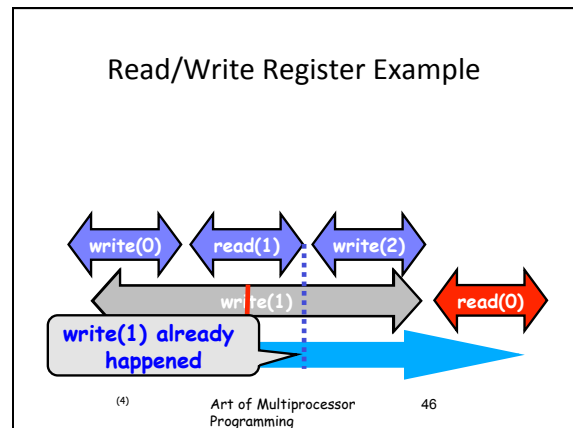 Read/Write Register Example
write(0) read(1) write(2)
write(1) read(0)
write(1) already
happened
(4) Art of Multiprocessor 46
Programming